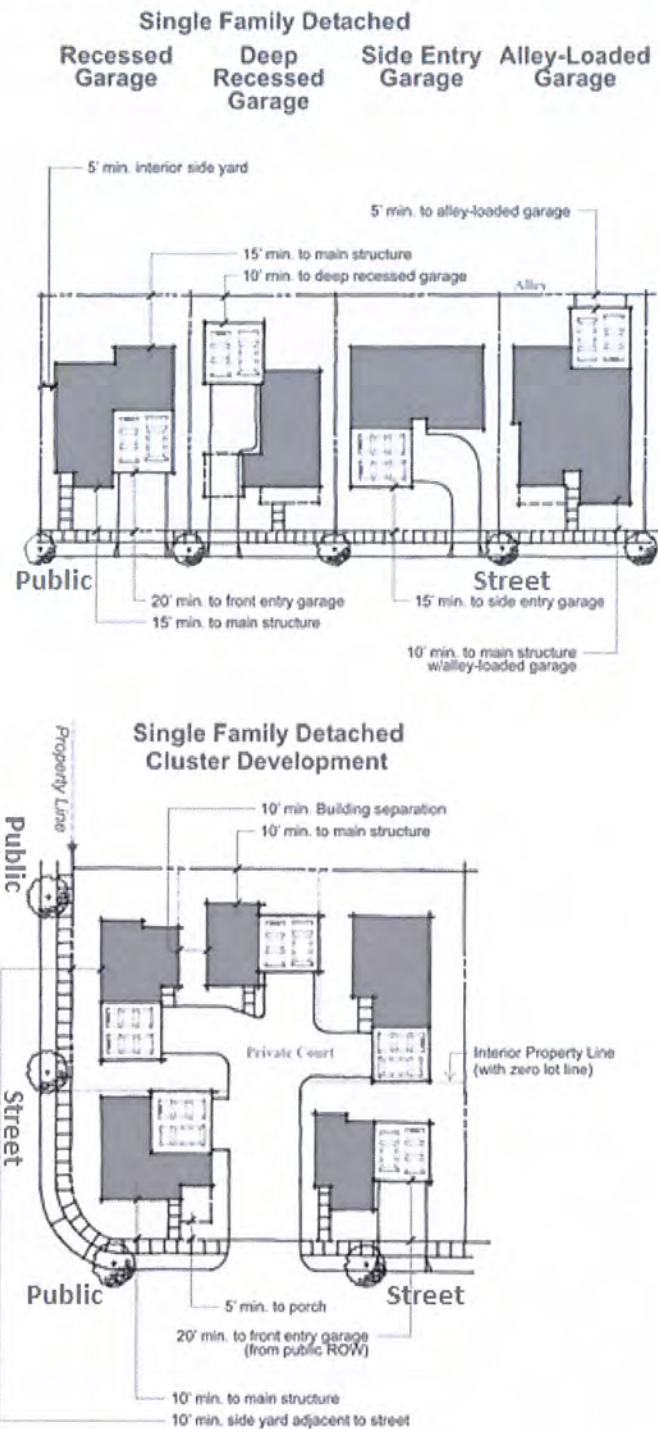 Single Family Detached
Recessed Garage
Deep Recessed Garage
Side Entry Garage
Alley-Loaded Garage
5' min. interior side yard
5' min. to alley-loaded garage
15' min. to main structure
10' min. to deep recessed garage
Alley
Public
Street
20' min. to front entry garage
15' min. to main structure
15' min. to side entry garage
10' min. to main structure
w/alley-loaded garage
Single Family Detached
Cluster Development
Property Line
10' min. Building separation
10' min. to main structure
Public
Private Court
Interior Property Line
(with zero lot line)
Street
Public
Street
5' min. to porch
20' min. to front entry garage
(from public ROW)
10' min. to main structure
10' min. side yard adjacent to street